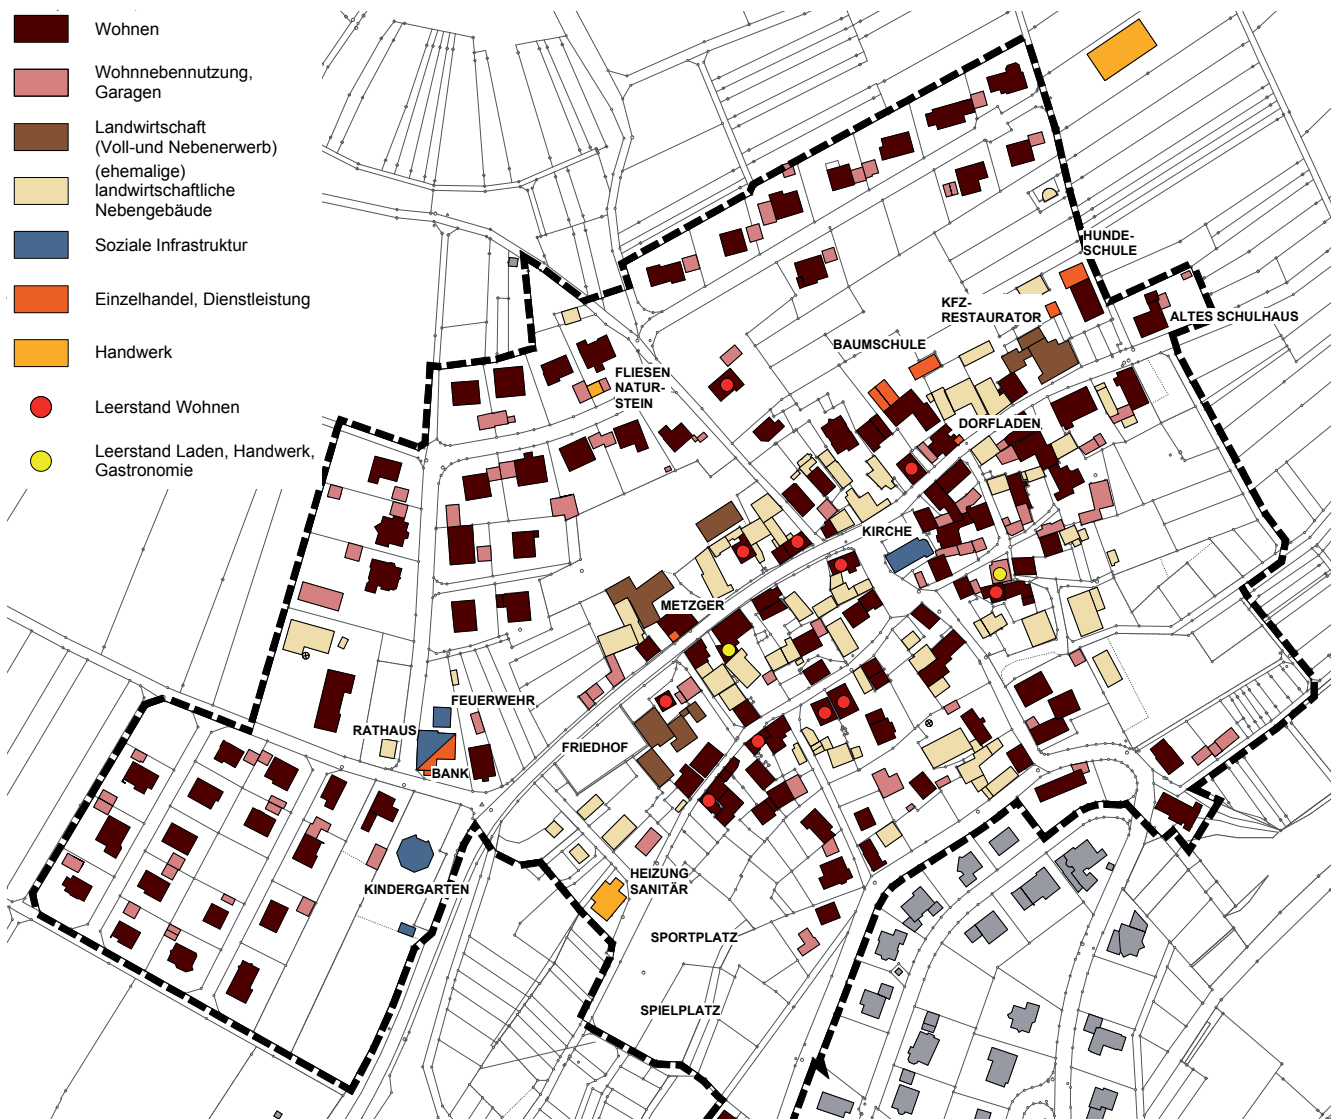 Wohnen
Wohnnebennutzung,
Garagen
Landwirtschaft
(Voll-und Nebenerwerb)
(ehemalige)
landwirtschaftliche
Nebengebäude
Soziale Infrastruktur
Einzelhandel, Dienstleistung
Handwerk
Leerstand Wohnen
Leerstand Laden, Handwerk,
Gastronomie
HUNDE-
SCHULE
KFZ-
RESTAURATOR
ALTES SCHULHAUS
BAUMSCHULE
FLIESEN
NATUR-
STEIN
DORFLADEN
KIRCHE
METZGER
FEUERWEHR
RATHAUS
FRIEDHOF
BANK
KINDERGARTEN
HEIZUNG
SANITÄR
SPORTPLATZ
SPIELPLATZ